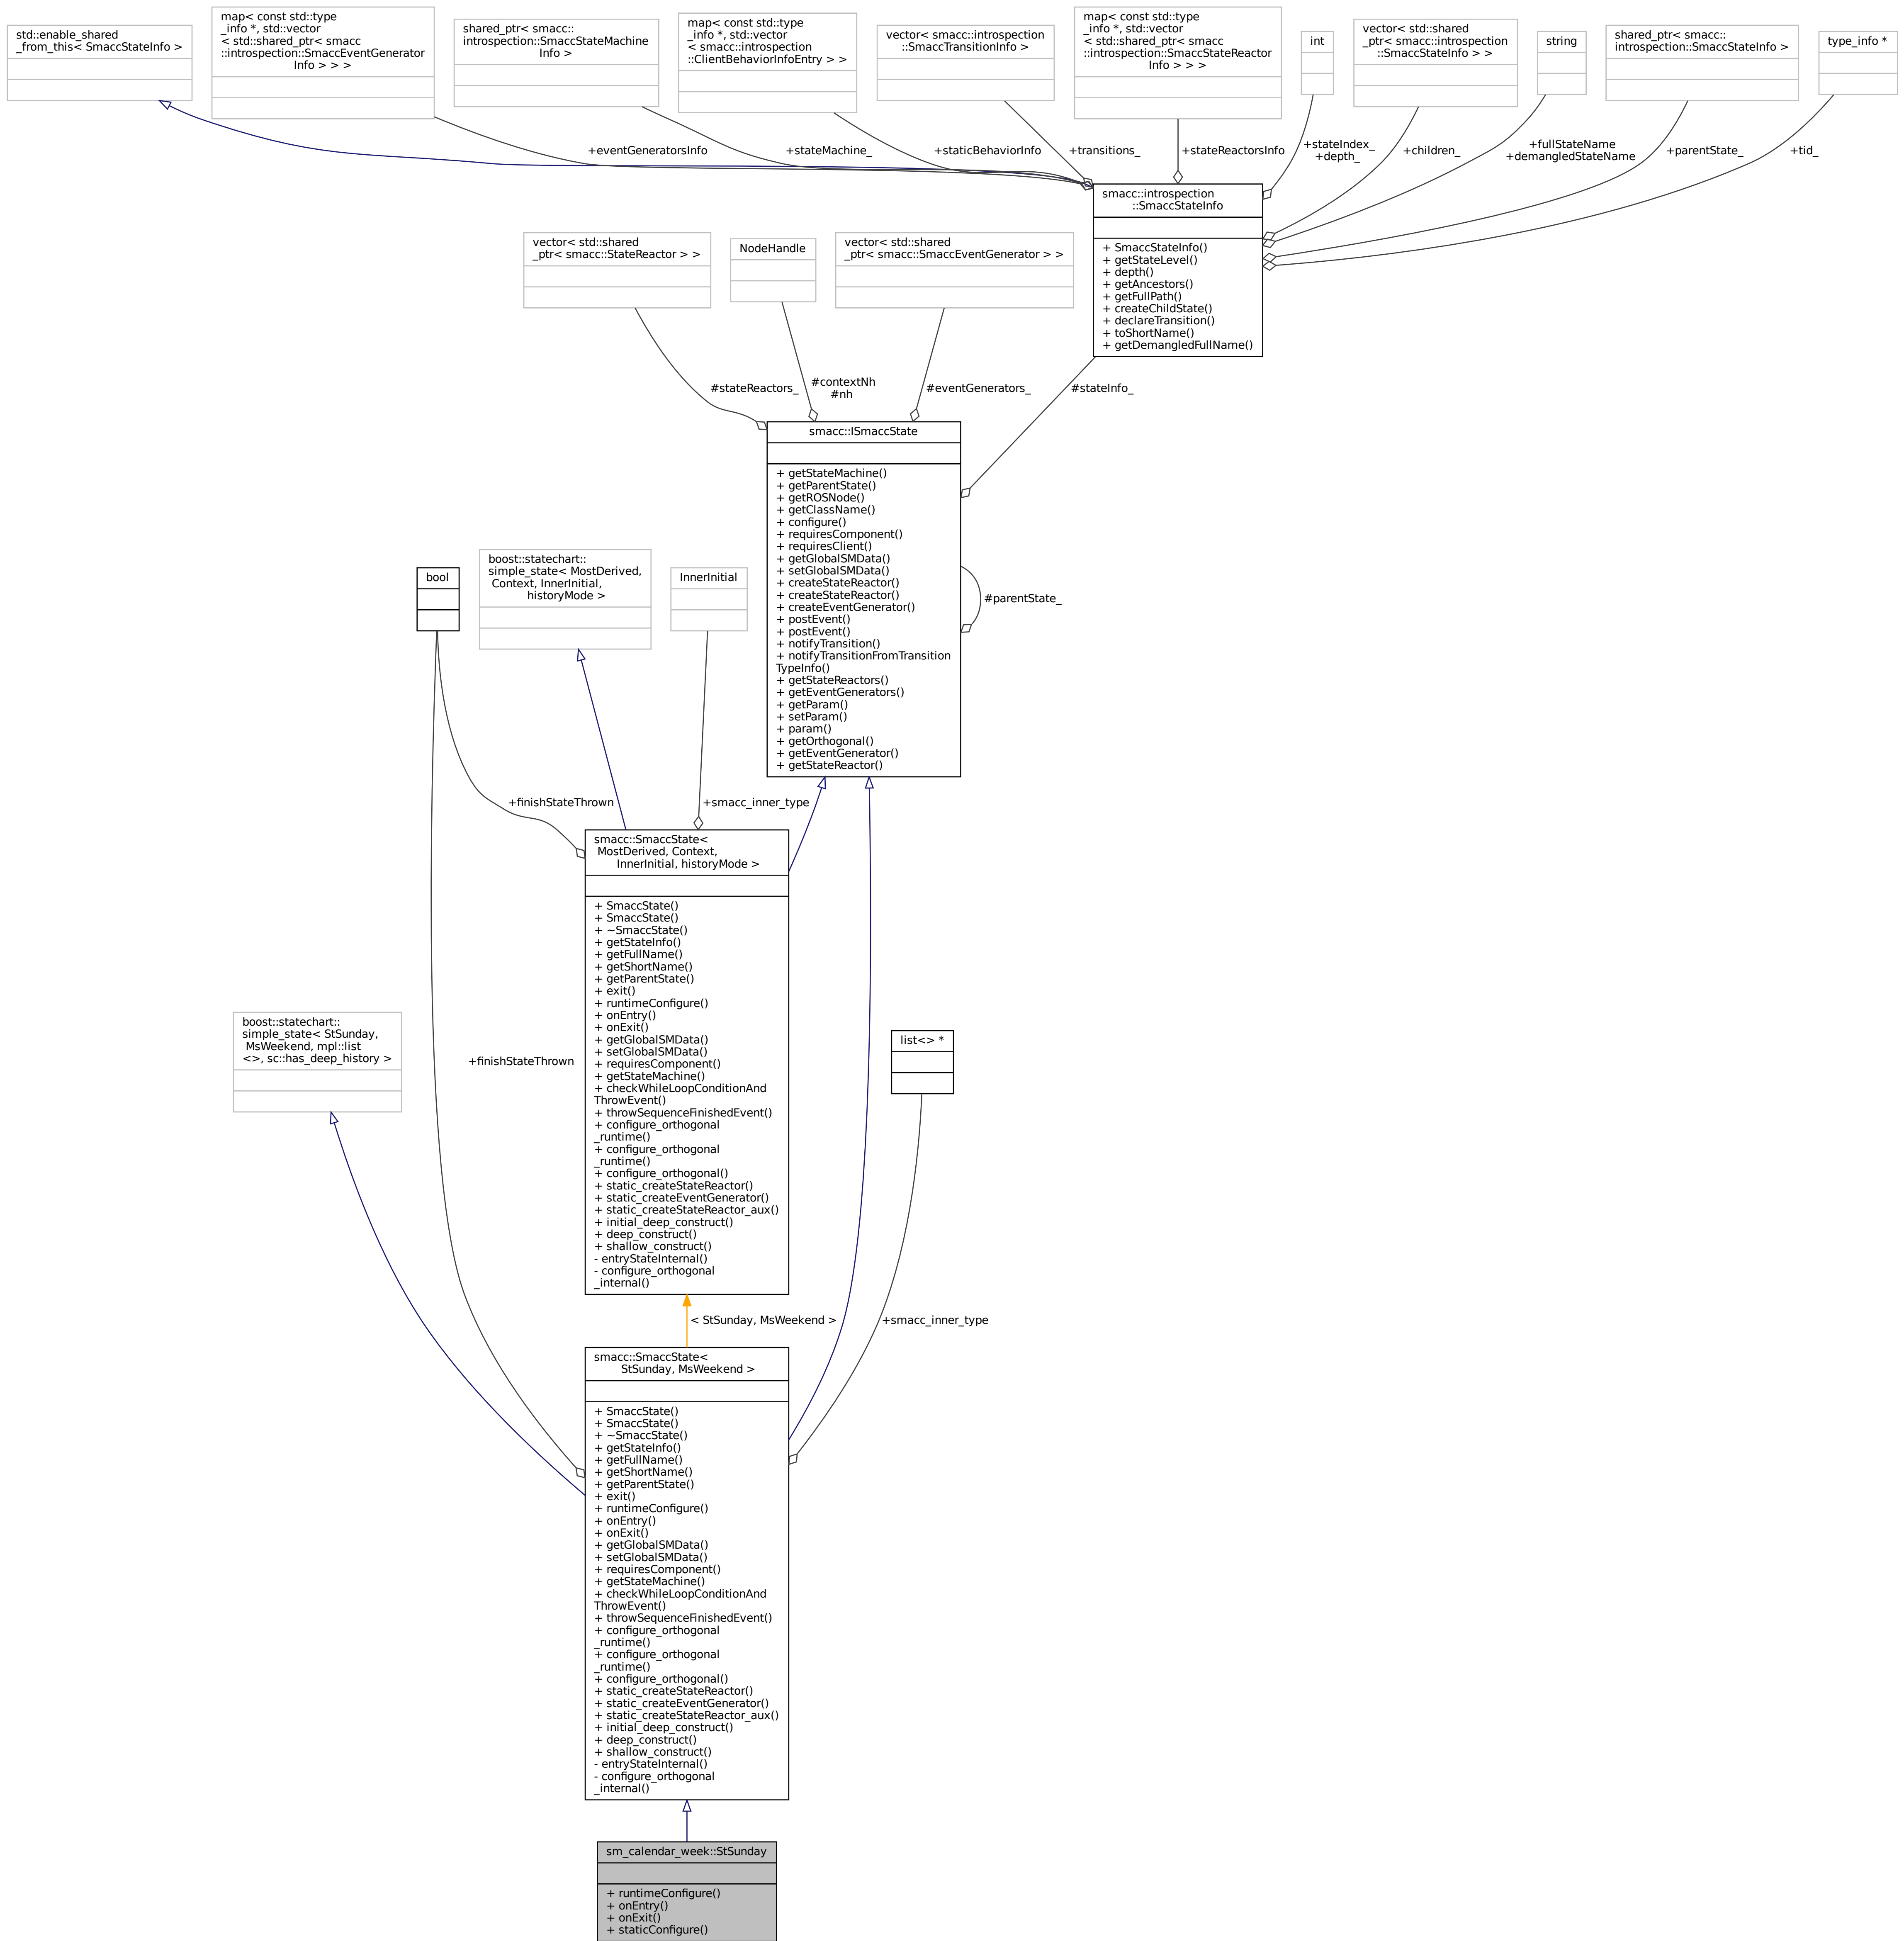 std::enable_shared
_from_this< SmaccStateInfo >
map< const std::type
_info *, std::vector
< std::shared_ptr< smacc
::introspection::SmaccEventGenerator
Info > > >
shared_ptr< smacc::
introspection::SmaccStateMachine
Info >
map< const std::type
_info *, std::vector
< smacc::introspection
::ClientBehaviorInfoEntry > >
vector< smacc::introspection
::SmaccTransitionInfo >
map< const std::type
_info *, std::vector
< std::shared_ptr< smacc
::introspection::SmaccStateReactor
Info > > >
int
vector< std::shared
_ptr< smacc::introspection
::SmaccStateInfo > >
string
shared_ptr< smacc::
introspection::SmaccStateInfo >
type_info *
+eventGeneratorsInfo
+stateMachine_
+staticBehaviorInfo
+transitions_
+stateReactorsInfo
+stateIndex_
+depth_
+children_
+fullStateName
+demangledStateName
+parentState_
+tid_
smacc::introspection
::SmaccStateInfo
+ SmaccStateInfo()
+ getStateLevel()
+ depth()
+ getAncestors()
+ getFullPath()
+ createChildState()
+ declareTransition()
+ toShortName()
+ getDemangledFullName()
vector< std::shared
_ptr< smacc::StateReactor > >
NodeHandle
vector< std::shared
_ptr< smacc::SmaccEventGenerator > >
#stateReactors_
#contextNh
#nh
#eventGenerators_
#stateInfo_
smacc::ISmaccState
+ getStateMachine()
+ getParentState()
+ getROSNode()
+ getClassName()
+ configure()
+ requiresComponent()
+ requiresClient()
+ getGlobalSMData()
+ setGlobalSMData()
+ createStateReactor()
+ createStateReactor()
+ createEventGenerator()
+ postEvent()
+ postEvent()
+ notifyTransition()
+ notifyTransitionFromTransition
TypeInfo()
+ getStateReactors()
+ getEventGenerators()
+ getParam()
+ setParam()
+ param()
+ getOrthogonal()
+ getEventGenerator()
+ getStateReactor()
#parentState_
bool
boost::statechart::
simple_state< MostDerived,
Context, InnerInitial,
historyMode >
InnerInitial
+finishStateThrown
+smacc_inner_type
smacc::SmaccState<
MostDerived, Context,
InnerInitial, historyMode >
+ SmaccState()
+ SmaccState()
+ ~SmaccState()
+ getStateInfo()
+ getFullName()
+ getShortName()
+ getParentState()
+ exit()
+ runtimeConfigure()
+ onEntry()
+ onExit()
+ getGlobalSMData()
+ setGlobalSMData()
+ requiresComponent()
+ getStateMachine()
+ checkWhileLoopConditionAnd
ThrowEvent()
+ throwSequenceFinishedEvent()
+ configure_orthogonal
_runtime()
+ configure_orthogonal
_runtime()
+ configure_orthogonal()
+ static_createStateReactor()
+ static_createEventGenerator()
+ static_createStateReactor_aux()
+ initial_deep_construct()
+ deep_construct()
+ shallow_construct()
- entryStateInternal()
- configure_orthogonal
_internal()
boost::statechart::
simple_state< StSunday,
MsWeekend, mpl::list
<>, sc::has_deep_history >
+finishStateThrown
list<> *
< StSunday, MsWeekend >
+smacc_inner_type
smacc::SmaccState<
StSunday, MsWeekend >
+ SmaccState()
+ SmaccState()
+ ~SmaccState()
+ getStateInfo()
+ getFullName()
+ getShortName()
+ getParentState()
+ exit()
+ runtimeConfigure()
+ onEntry()
+ onExit()
+ getGlobalSMData()
+ setGlobalSMData()
+ requiresComponent()
+ getStateMachine()
+ checkWhileLoopConditionAnd
ThrowEvent()
+ throwSequenceFinishedEvent()
+ configure_orthogonal
_runtime()
+ configure_orthogonal
_runtime()
+ configure_orthogonal()
+ static_createStateReactor()
+ static_createEventGenerator()
+ static_createStateReactor_aux()
+ initial_deep_construct()
+ deep_construct()
+ shallow_construct()
- entryStateInternal()
- configure_orthogonal
_internal()
sm_calendar_week::StSunday
+ runtimeConfigure()
+ onEntry()
+ onExit()
+ staticConfigure()